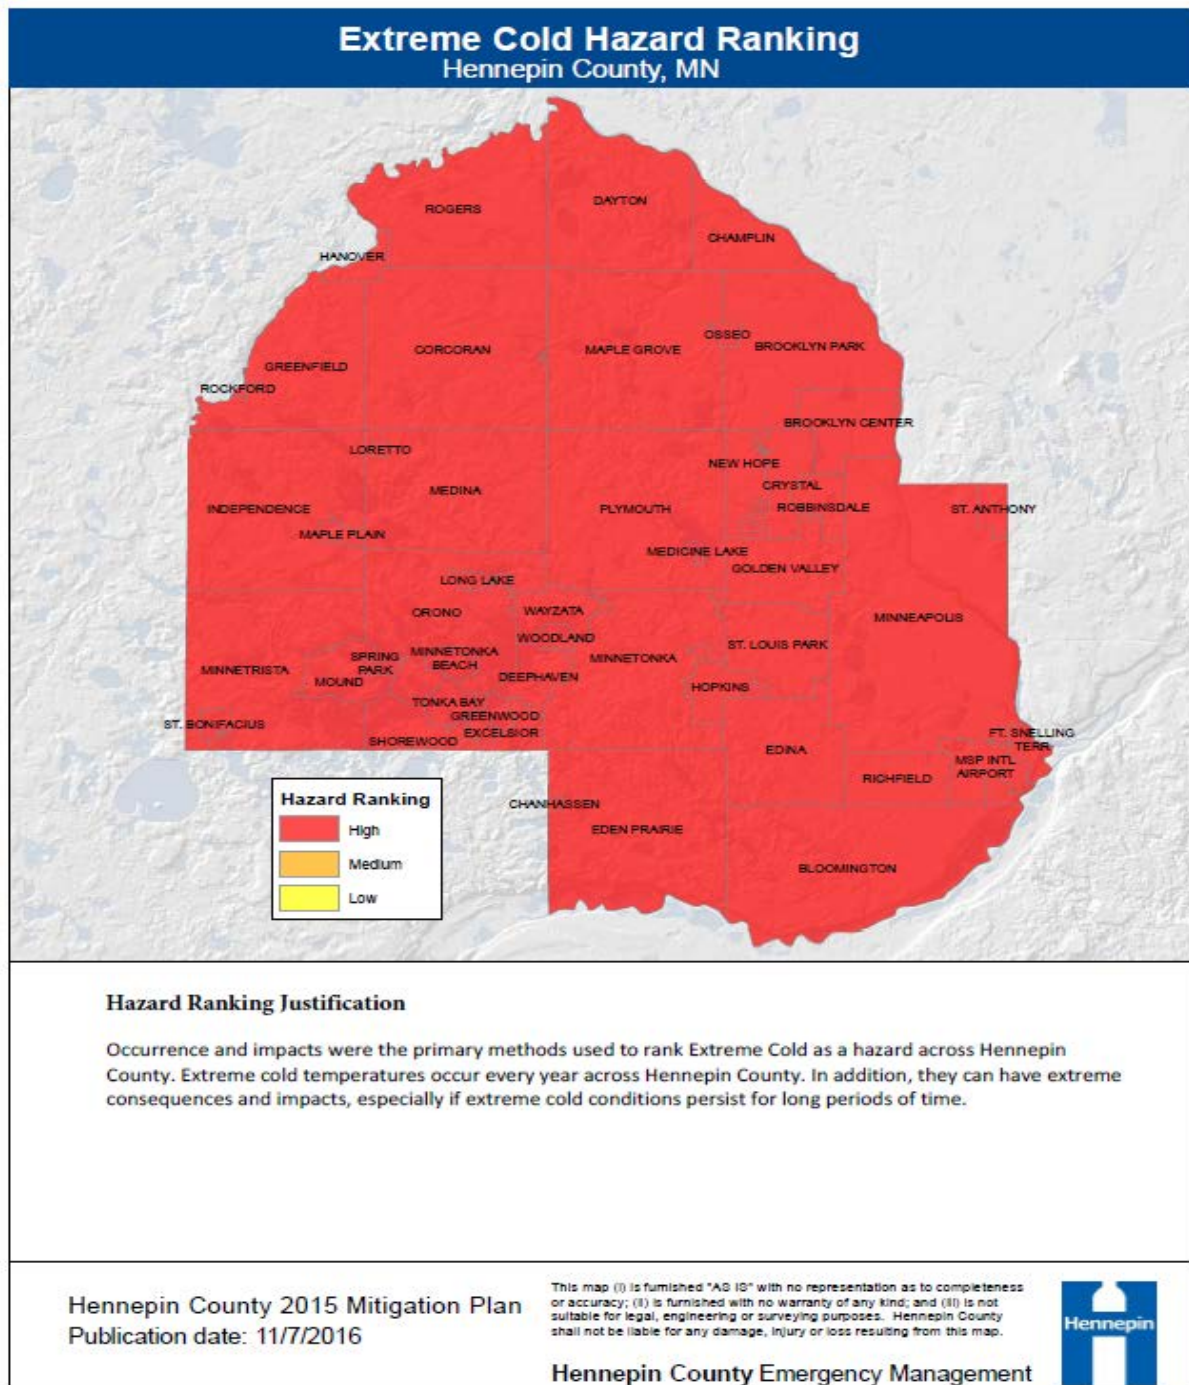 Extreme Cold Hazard Ranking
Hennepin County, MN
DAYTON
ROGERS
CHAMPLIN
HANOVER
OSSEO
BROOKLYN PARK
CORCORAN
MAPLE GROVE
GREENFIELD
ROCKFORD
BROOKLYN CENTER
LORETTO
NEW HOPE
CRYSTAL
MEDINA
INDEPENDENCE
PLYMOUTH
ROBBINSDALE
ST. ANTHONY
MAPLE PLAIN
MEDICINE LAKE
GOLDEN VALLEY
LONG LAKE
ORONO
WAYZATA
MINNEAPOLIS
WOODLAND
ST. LOUIS PARK
MINNETONKA
BEACH
SPRING
PARK
MINNETONKA
MINNETRISTA
MOUND
DEEPHAVEN
HOPKINS
TONKA BAY
GREENWOOD
ST. BONIFACIUS
EXCELSIOR
SHOREWOOD
FT. SNELLING
TERR.
EDINA
MSP INTL
AIRPORT
RICHFIELD
CHANHASSEN
EDEN PRAIRIE
BLOOMINGTON
Hazard Ranking
High
Medium
Low
Hazard Ranking Justification
Occurrence and impacts were the primary methods used to rank Extreme Cold as a hazard across Hennepin
County. Extreme cold temperatures occur every year across Hennepin County. In addition, they can have extreme
consequences and impacts, especially if extreme cold conditions persist for long periods of time.
Hennepin County 2015 Mitigation Plan
Publication date: 11/7/2016
This map (i) is furnished "AS IS" with no representation as to completeness
or accuracy; (ii) is furnished with no warranty of any kind; and (iii) is not
suitable for legal, engineering or surveying purposes. Hennepin County
shall not be liable for any damage, injury or loss resulting from this map.
Hennepin County Emergency Management
Hennepin